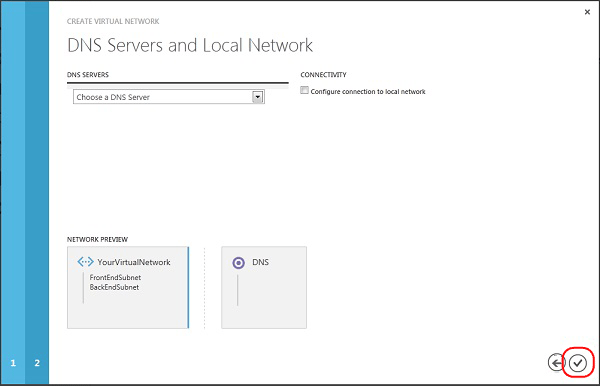 CREATE VIRTUAL NETWORK
DNS Servers and Local Network
DNS SERVERS
Choose a DNS Server
CONNECTIVITY
Configure connection to local network
NETWORK PREVIEW
YourVirtualNetwork
FrontEndSubnet
BackEndSubnet
DNS
1 2